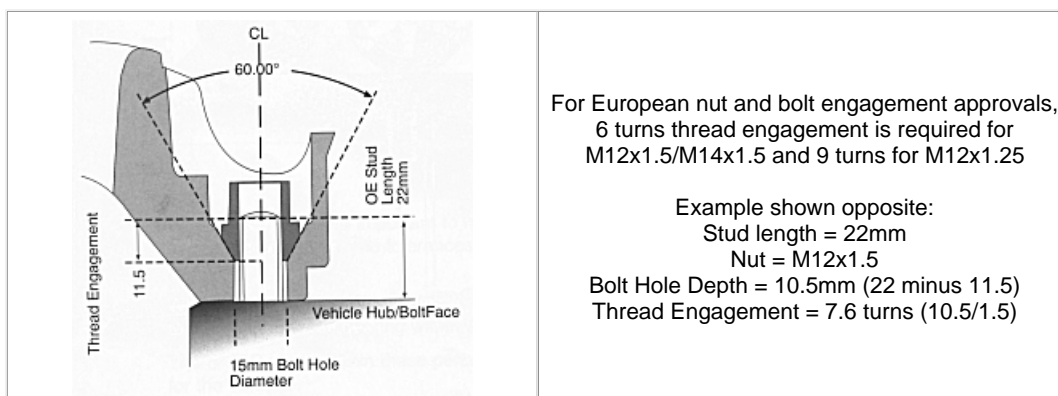 CL
60.00°
OE Stud
Length
22mm
Thread Engagement
11.5
Vehicle Hub/BoltFace
15mm Bolt Hole
Diameter
For European nut and bolt engagement approvals,
6 turns thread engagement is required for
M12x1.5/M14x1.5 and 9 turns for M12x1.25
Example shown opposite:
Stud length = 22mm
Nut = M12x1.5
Bolt Hole Depth = 10.5mm (22 minus 11.5)
Thread Engagement = 7.6 turns (10.5/1.5)